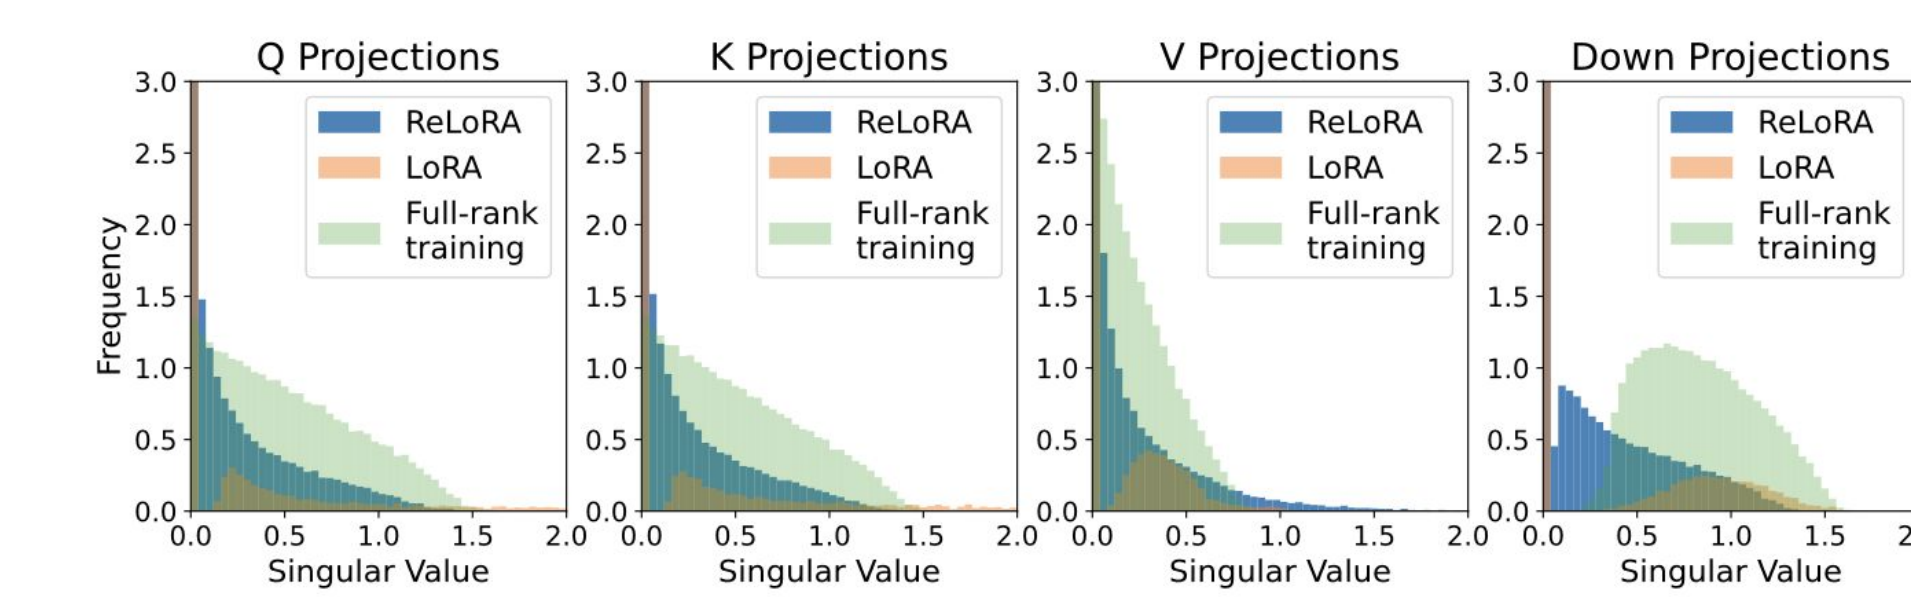 Q Projections
3.0
2.5
2.0
1.5
1.0
0.5
0.0
Frequency
ReLoRA
LoRA
Full-rank
training
0.0 0.5 1.0 1.5 2.0
Singular Value
K Projections
3.0
2.5
2.0
1.5
1.0
0.5
0.0
ReLoRA
LoRA
Full-rank
training
0.0 0.5 1.0 1.5 2.0
Singular Value
V Projections
3.0
2.5
2.0
1.5
1.0
0.5
0.0
ReLoRA
LoRA
Full-rank
training
0.0 0.5 1.0 1.5 2.0
Singular Value
Down Projections
3.0
2.5
2.0
1.5
1.0
0.5
0.0
ReLoRA
LoRA
Full-rank
training
0.0 0.5 1.0 1.5
Singular Value